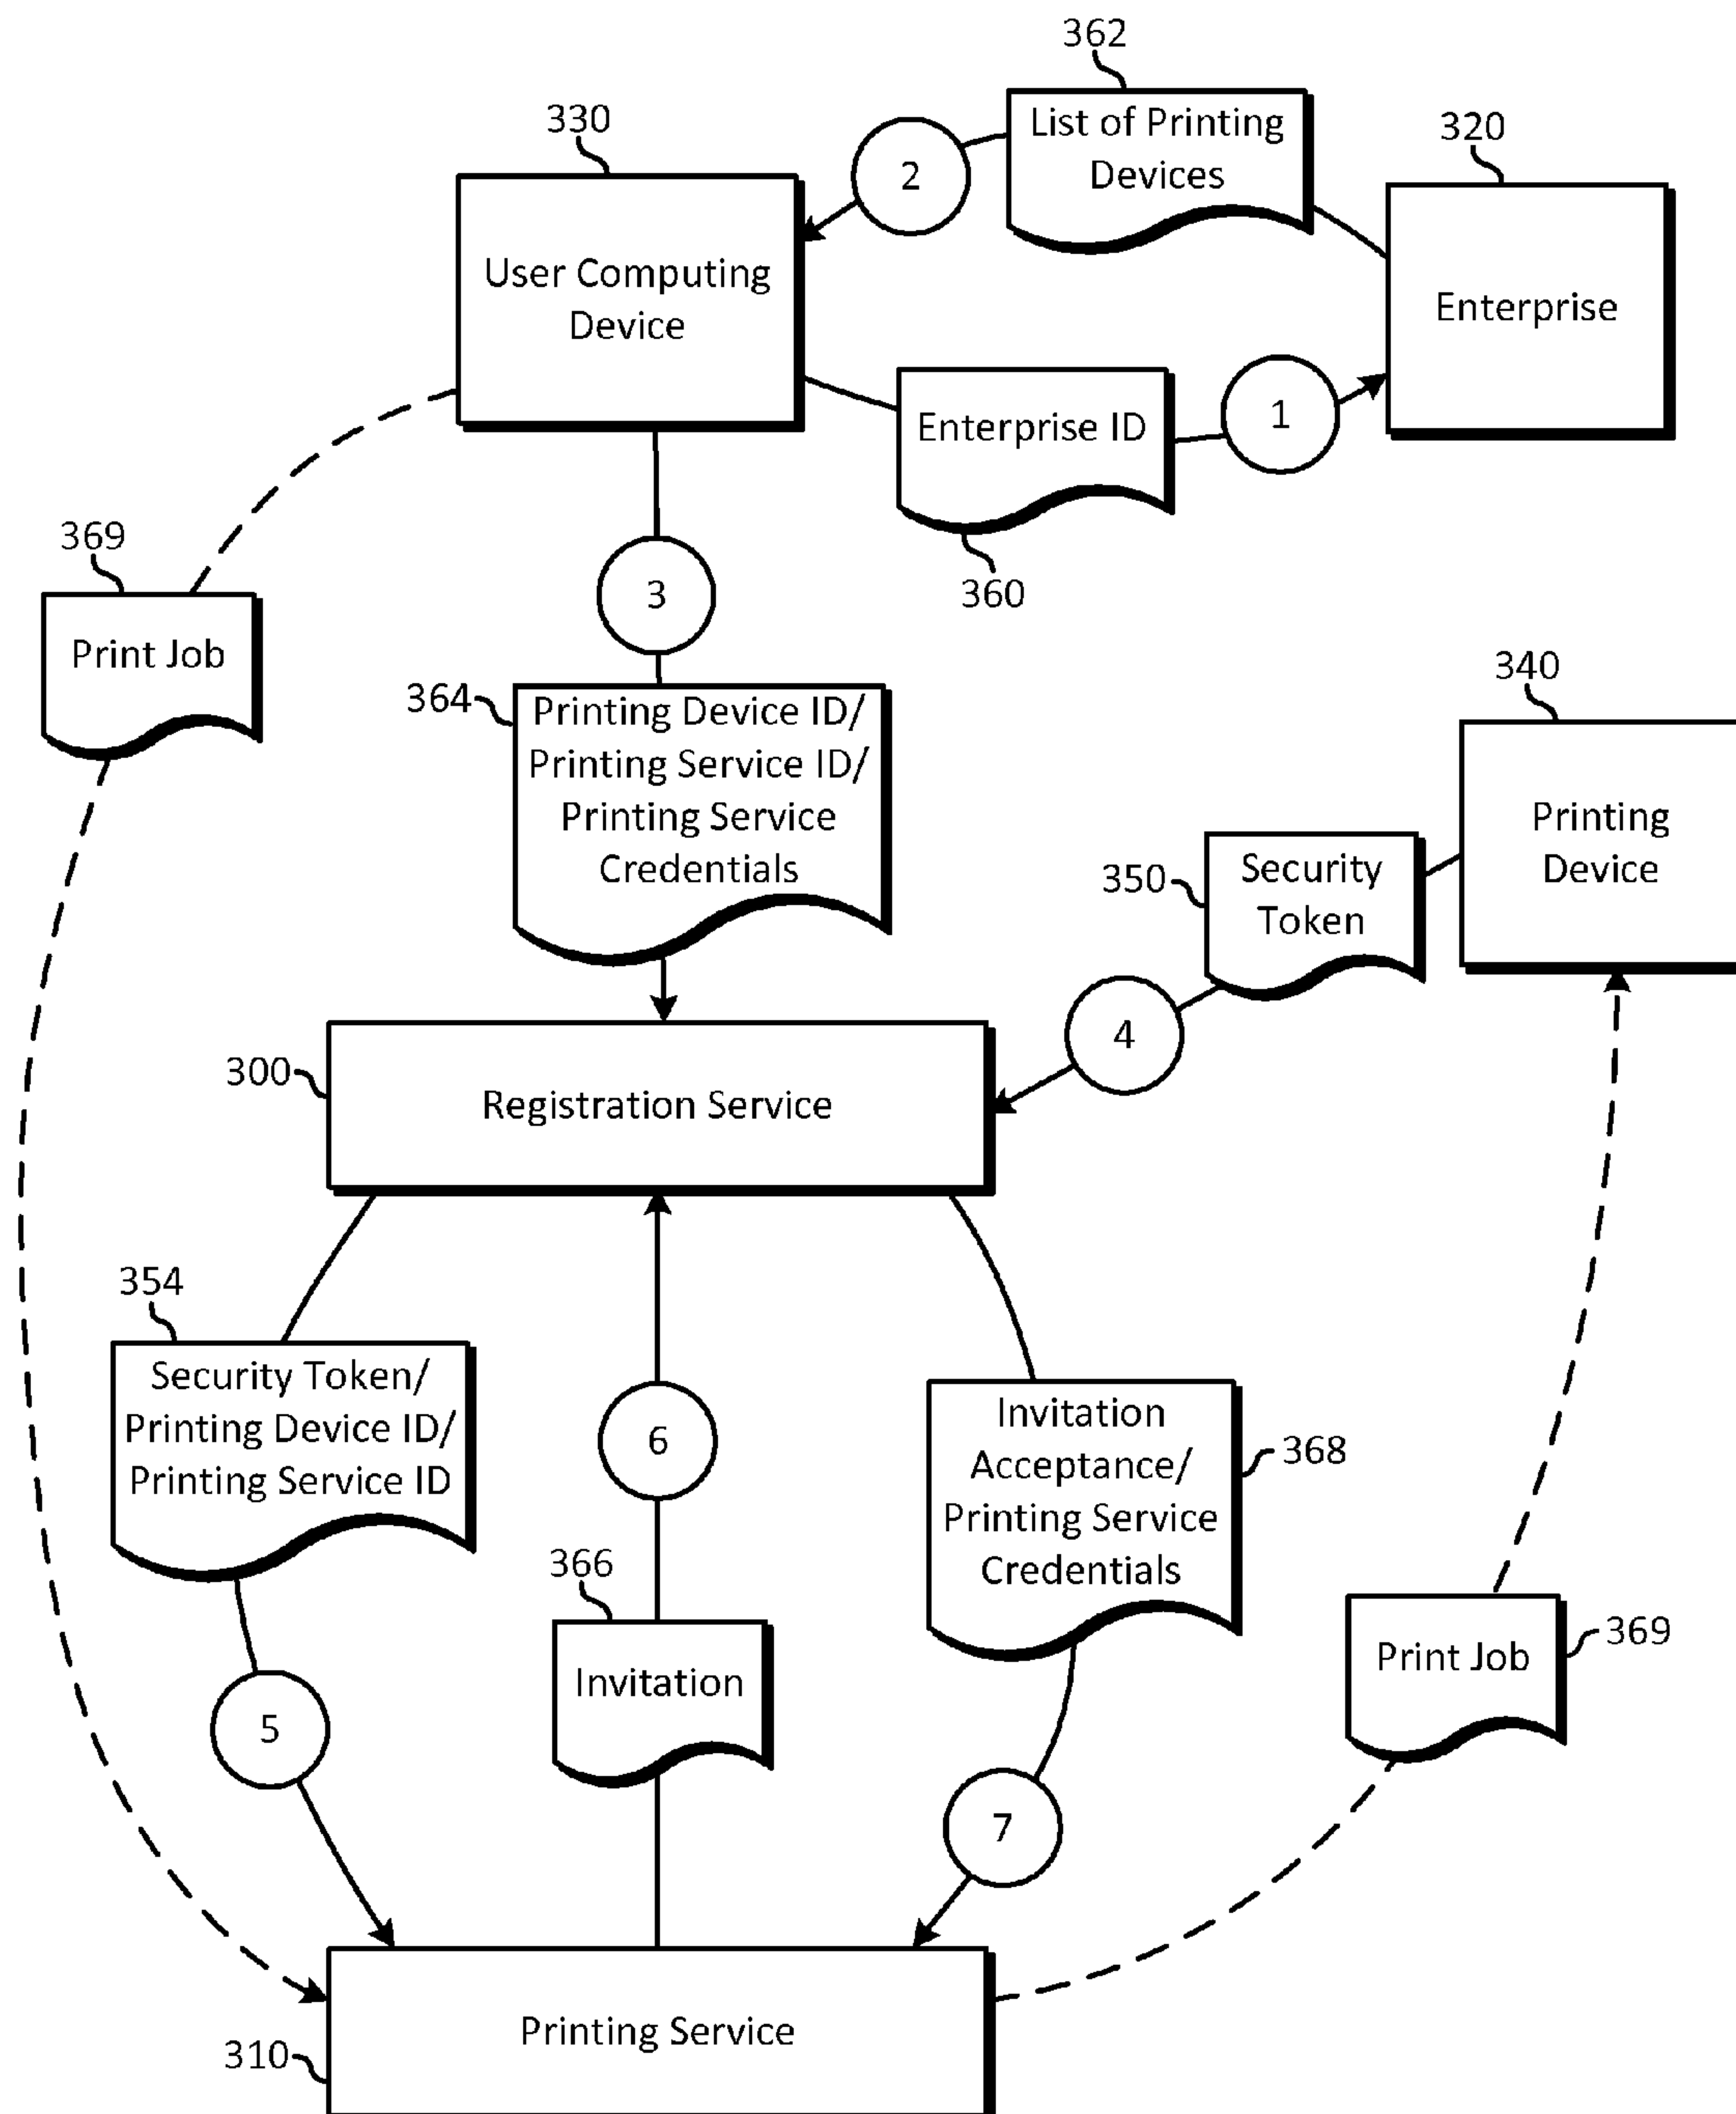 362
330
List of Printing
Devices
320
2
User Computing
Device
Enterprise
Enterprise ID
1
360
369
Print Job
3
364
Printing Device ID/
Printing Service ID/
Printing Service
Credentials
340
Printing
Device
350
Security
Token
4
300
Registration Service
354
Security Token/
Printing Device ID/
Printing Service ID
6
Invitation
Acceptance/
Printing Service
Credentials
368
366
Invitation
5
7
Print Job
369
Printing Service
310